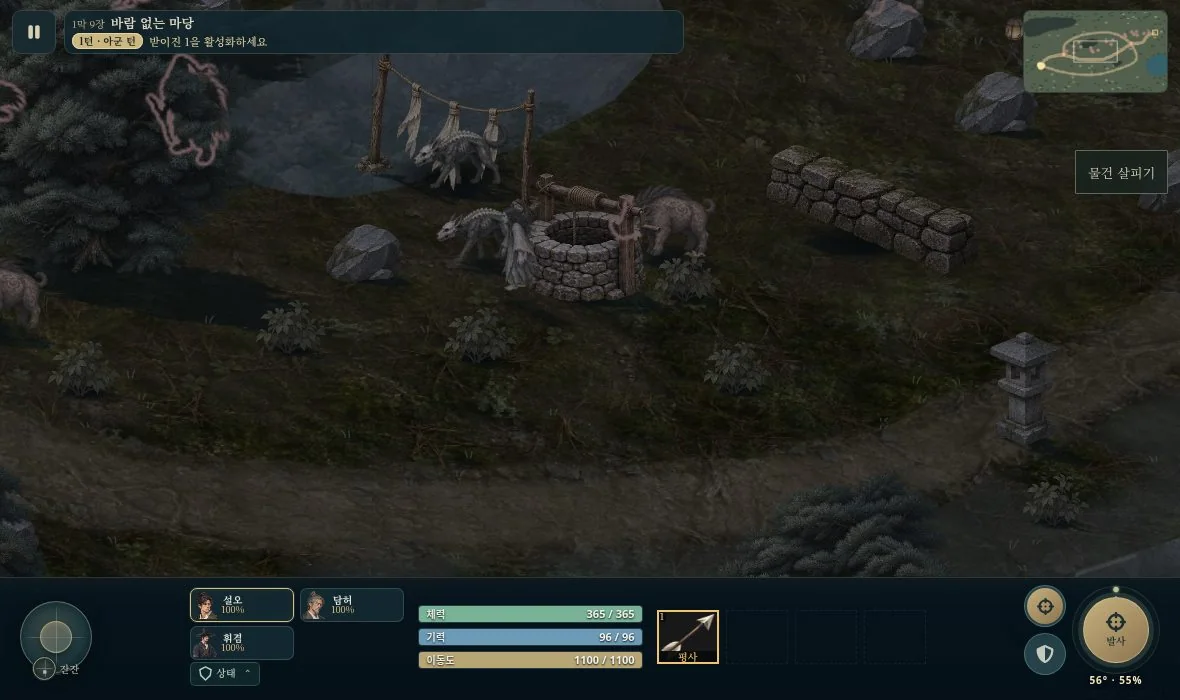 1막 9장 바람 없는 마당
1턴 · 아군 턴 받이진 1을 활성화하세요
물건 살피기
설오
100%
담허
100%
휘겸
100%
상태
잔잔
체력 365 / 365
기력 96 / 96
이동도 1100 / 1100
1
평사
발사
56° · 55%